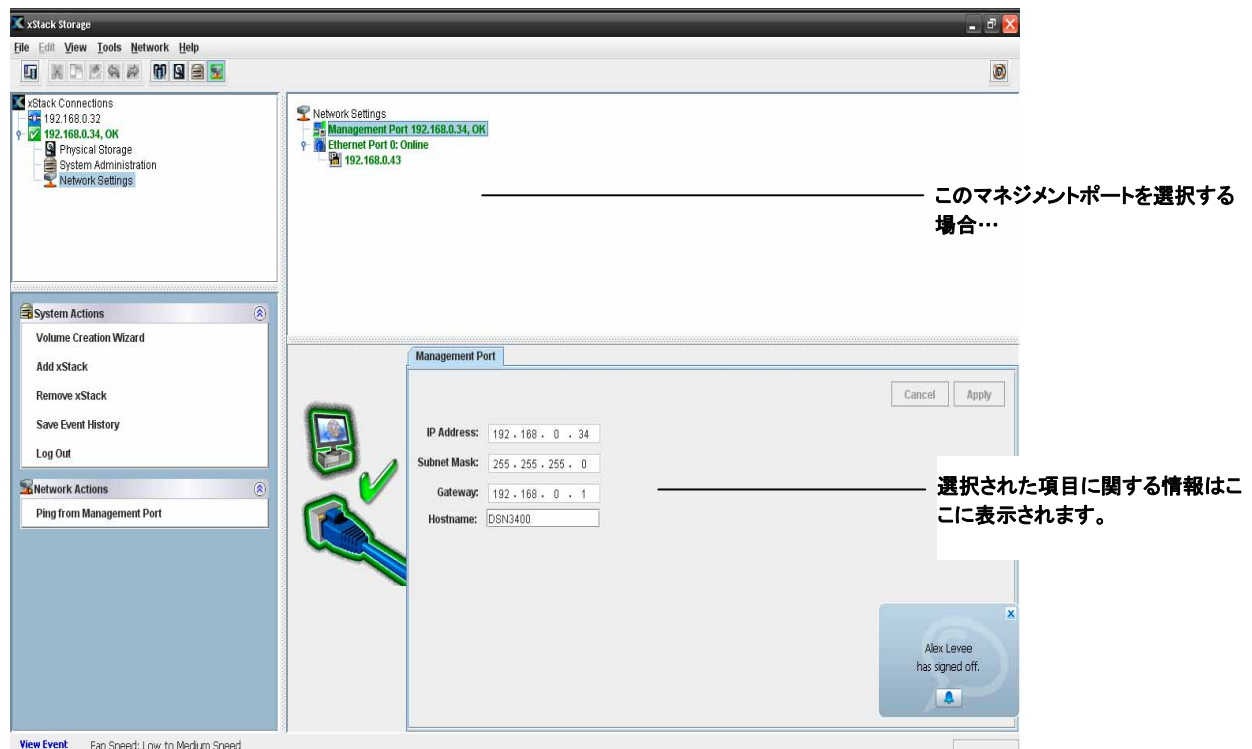 xStack Storage
File Edit View Tools Network Help
xStack Connections
192.168.0.32
192.168.0.34, OK
Physical Storage
System Administration
Network Settings
Network Settings
Management Port 192.168.0.34, OK
Ethernet Port 0: Online
192.168.0.43
このマネジメントポートを選択する
場合…
System Actions
Volume Creation Wizard
Add xStack
Remove xStack
Save Event History
Log Out
Network Actions
Ping from Management Port
Management Port
Cancel Apply
IP Address: 192 . 168 . 0 . 34
Subnet Mask: 255 . 255 . 255 . 0
Gateway: 192 . 168 . 0 . 1
Hostname: DSN3400
選択された項目に関する情報はこ
こに表示されます。
Alex Levee
has signed off.
View Event Fan Speed: Low to Medium Speed